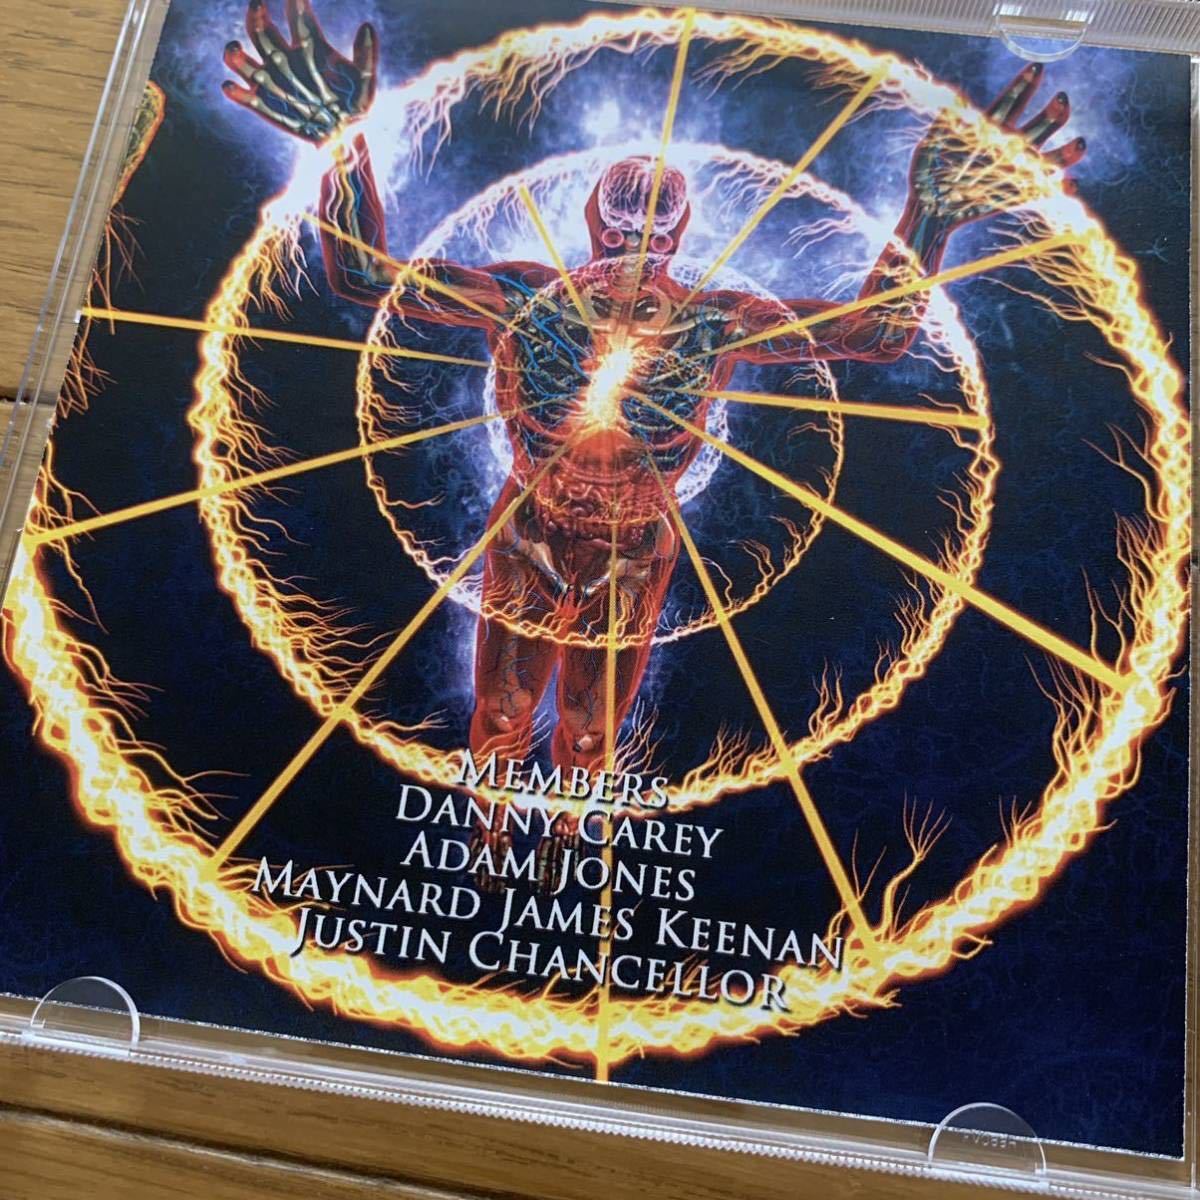 MEMBERS
DANNY CAREY
ADAM JONES
MAYNARD JAMES KEENAN
JUSTIN CHANCELLOR